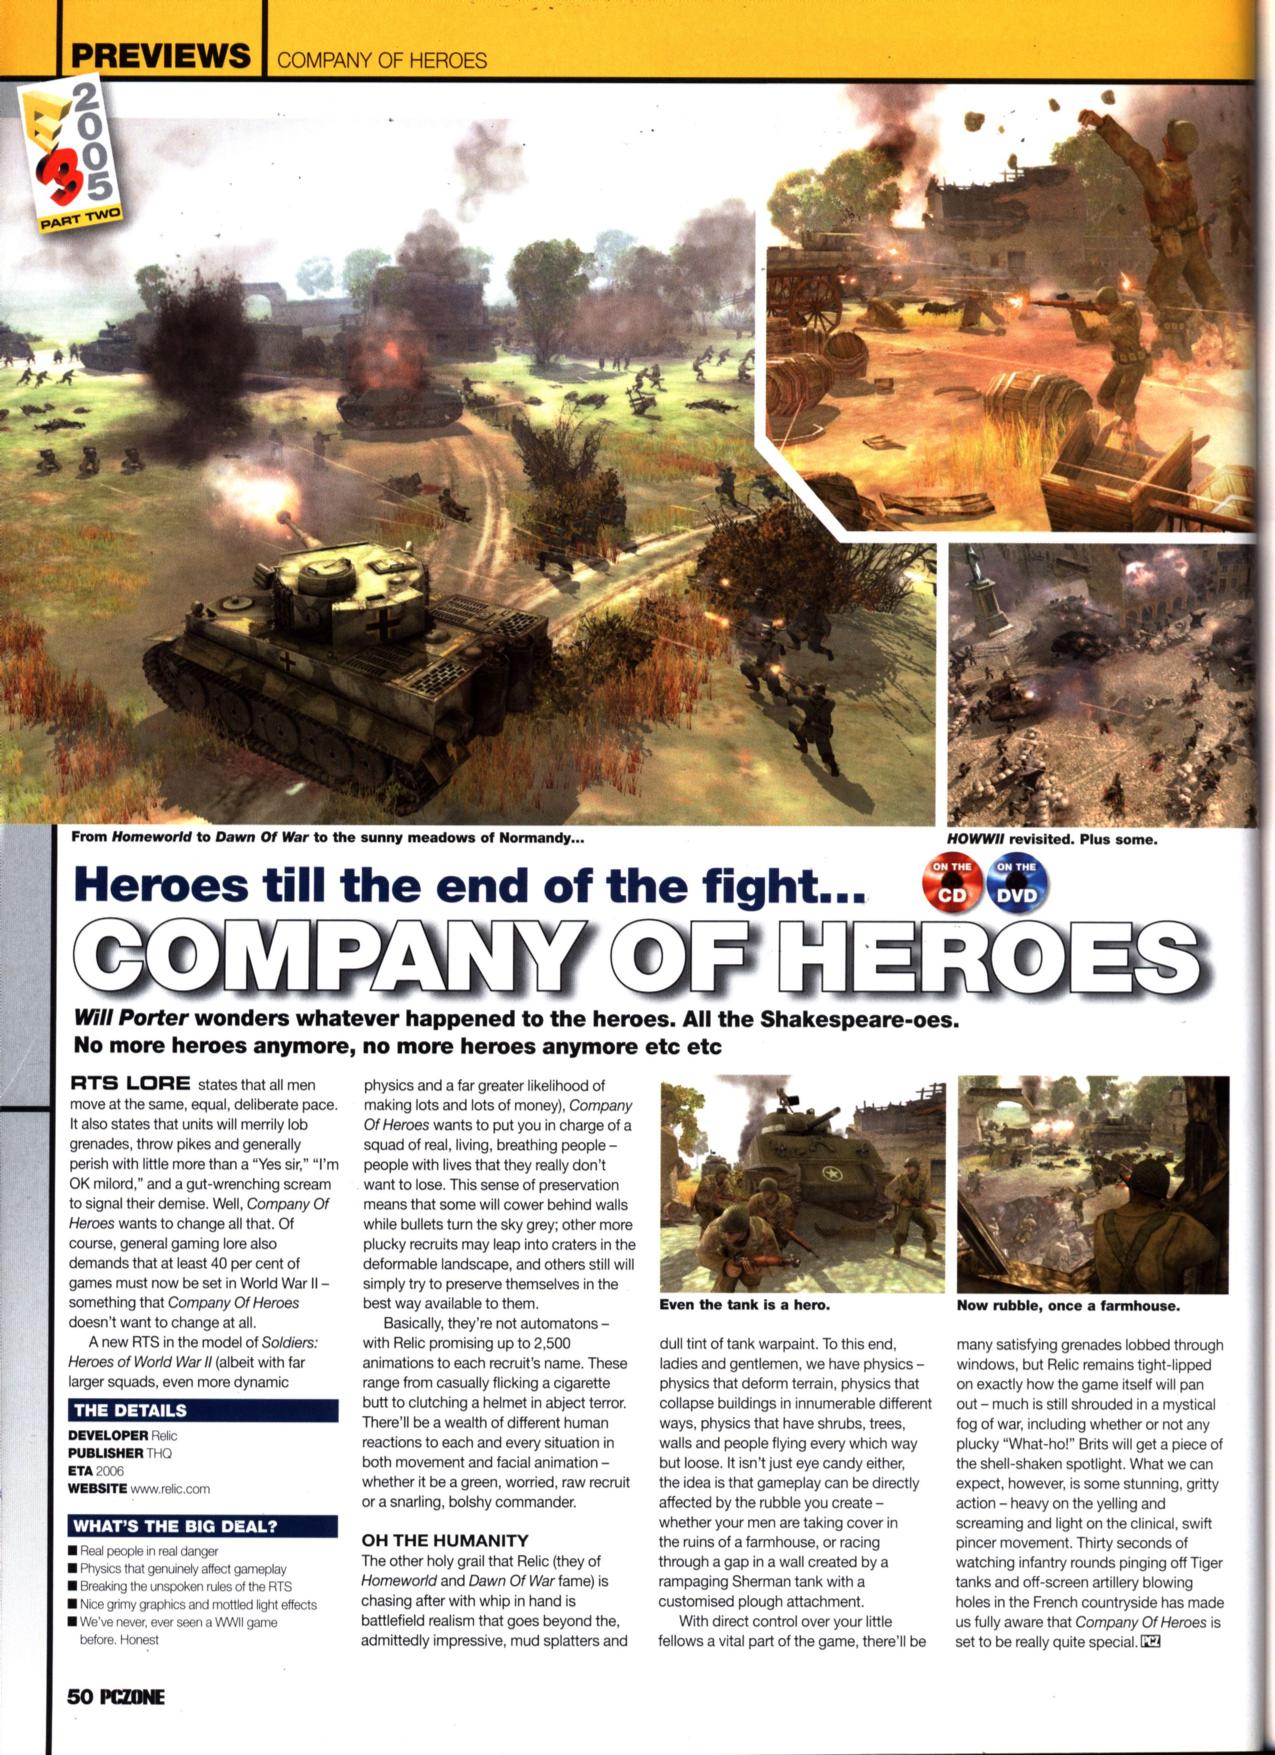 PREVIEWS COMPANY OF HEROES
E3 2005
PART TWO
From Homeworld to Dawn Of War to the sunny meadows of Normandy...
HOWWII revisited. Plus some.
Heroes till the end of the fight...
ON THE CD
ON THE DVD
COMPANY OF HEROES
Will Porter wonders whatever happened to the heroes. All the Shakespeare-oes.
No more heroes anymore, no more heroes anymore etc etc
RTS LORE states that all men
move at the same, equal, deliberate pace.
It also states that units will merrily lob
grenades, throw pikes and generally
perish with little more than a “Yes sir,” “I'm
OK milord,” and a gut-wrenching scream
to signal their demise. Well, Company Of
Heroes wants to change all that. Of
course, general gaming lore also
demands that at least 40 per cent of
games must now be set in World War II –
something that Company Of Heroes
doesn't want to change at all.
A new RTS in the model of Soldiers:
Heroes of World War II (albeit with far
larger squads, even more dynamic
THE DETAILS
DEVELOPER Relic
PUBLISHER THQ
ETA 2006
WEBSITE www.relic.com
WHAT'S THE BIG DEAL?
■ Real people in real danger
■ Physics that genuinely affect gameplay
■ Breaking the unspoken rules of the RTS
■ Nice grimy graphics and mottled light effects
■ We've never, ever seen a WWII game
before. Honest
physics and a far greater likelihood of
making lots and lots of money), Company
Of Heroes wants to put you in charge of a
squad of real, living, breathing people –
people with lives that they really don't
want to lose. This sense of preservation
means that some will cower behind walls
while bullets turn the sky grey; other more
plucky recruits may leap into craters in the
deformable landscape, and others still will
simply try to preserve themselves in the
best way available to them.
Basically, they're not automatons –
with Relic promising up to 2,500
animations to each recruit's name. These
range from casually flicking a cigarette
butt to clutching a helmet in abject terror.
There'll be a wealth of different human
reactions to each and every situation in
both movement and facial animation –
whether it be a green, worried, raw recruit
or a snarling, bolshy commander.
OH THE HUMANITY
The other holy grail that Relic (they of
Homeworld and Dawn Of War fame) is
chasing after with whip in hand is
battlefield realism that goes beyond the,
admittedly impressive, mud splatters and
Even the tank is a hero.
dull tint of tank warpaint. To this end,
ladies and gentlemen, we have physics –
physics that deform terrain, physics that
collapse buildings in innumerable different
ways, physics that have shrubs, trees,
walls and people flying every which way
but loose. It isn't just eye candy either,
the idea is that gameplay can be directly
affected by the rubble you create –
whether your men are taking cover in
the ruins of a farmhouse, or racing
through a gap in a wall created by a
rampaging Sherman tank with a
customised plough attachment.
With direct control over your little
fellows a vital part of the game, there'll be
Now rubble, once a farmhouse.
many satisfying grenades lobbed through
windows, but Relic remains tight-lipped
on exactly how the game itself will pan
out – much is still shrouded in a mystical
fog of war, including whether or not any
plucky “What-ho!” Brits will get a piece of
the shell-shaken spotlight. What we can
expect, however, is some stunning, gritty
action – heavy on the yelling and
screaming and light on the clinical, swift
pincer movement. Thirty seconds of
watching infantry rounds pinging off Tiger
tanks and off-screen artillery blowing
holes in the French countryside has made
us fully aware that Company Of Heroes is
set to be really quite special. PCZ
50 PCZONE